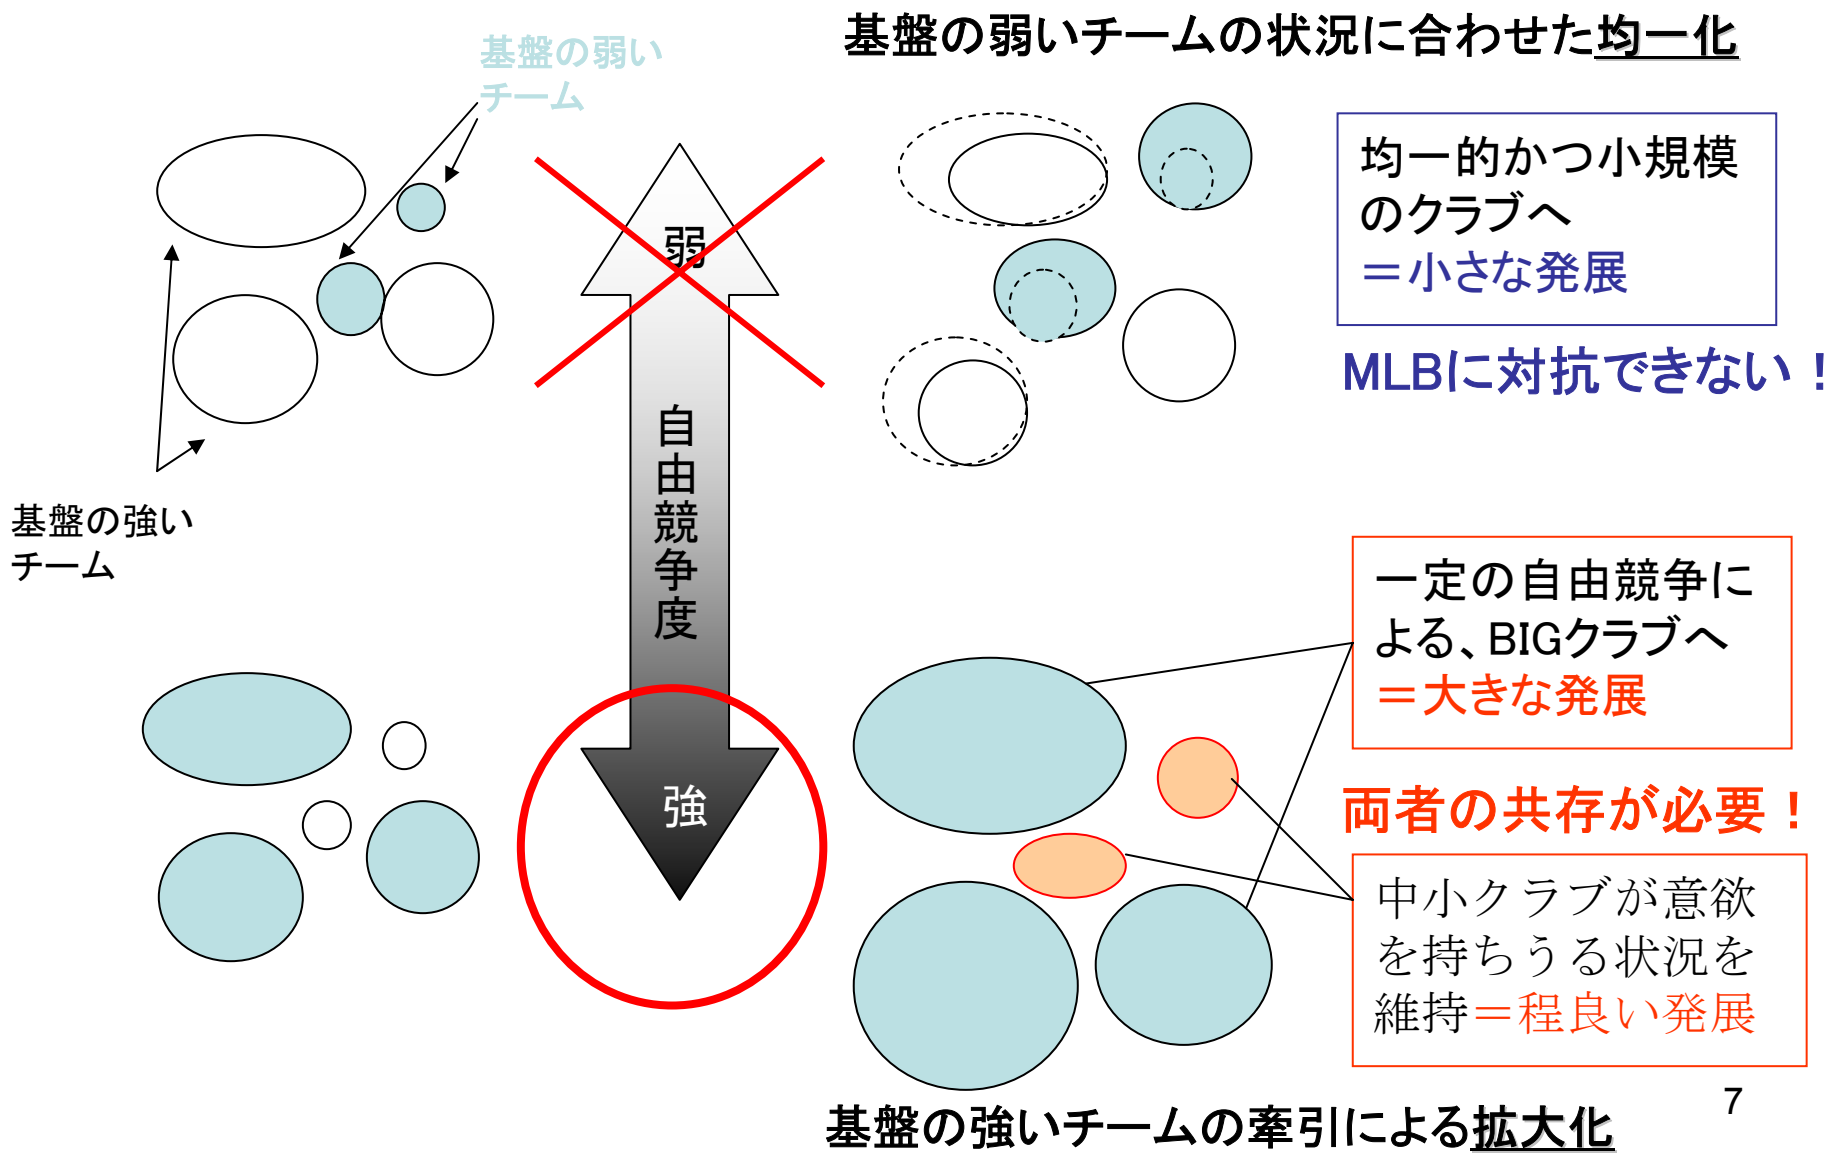 基盤の弱いチームの状況に合わせた均一化
基盤の弱い
チーム
均一的かつ小規模
のクラブへ
＝小さな発展
弱
MLBに対抗できない！
自由競争度
基盤の強い
チーム
一定の自由競争に
よる、BIGクラブへ
＝大きな発展
強
両者の共存が必要！
中小クラブが意欲
を持ちうる状況を
維持＝程良い発展
7
基盤の強いチームの牽引による拡大化